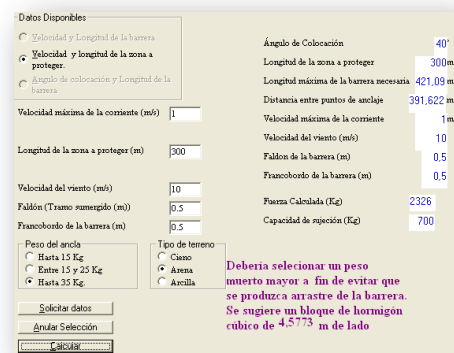 Datos Disponibles
Velocidad y Longitud de la barrera
Velocidad y longitud de la zona a
proteger.
Angulo de colocación y Longitud de la
barrera
Velocidad máxima de la corriente (m/s) 1
Longitud de la zona a proteger (m) 300
Velocidad del viento (m/s) 10
Faldón (Tramo sumergido (m)) 0.5
Francobordo de la barrera (m) 0.5
Peso del ancla
Hasta 15 Kg
Entre 15 y 25 Kg
Hasta 35 Kg.
Tipo de terreno
Cieno
Arena
Arcilla
Solicitar datos
Anular Selección
Calcular
Ángulo de Colocación 40°
Longitud de la zona a proteger 300 m
Longitud máxima de la barrera necesaria 421,09 m
Distancia entre puntos de anclaje 391,622 m
Velocidad máxima de la corriente 1 m
Velocidad del viento (m/s) 10
Faldon de la barrera (m) 0,5
Francobordo de la barrera (m) 0,5
Fuerza Calculada (Kg) 2326
Capacidad de sujeción (Kg) 700
Debería selecionar un peso
muerto mayor a fin de evitar que
se produzca arrastre de la barrera.
Se sugiere un bloque de hormigón
cúbico de 4,5773 m de lado